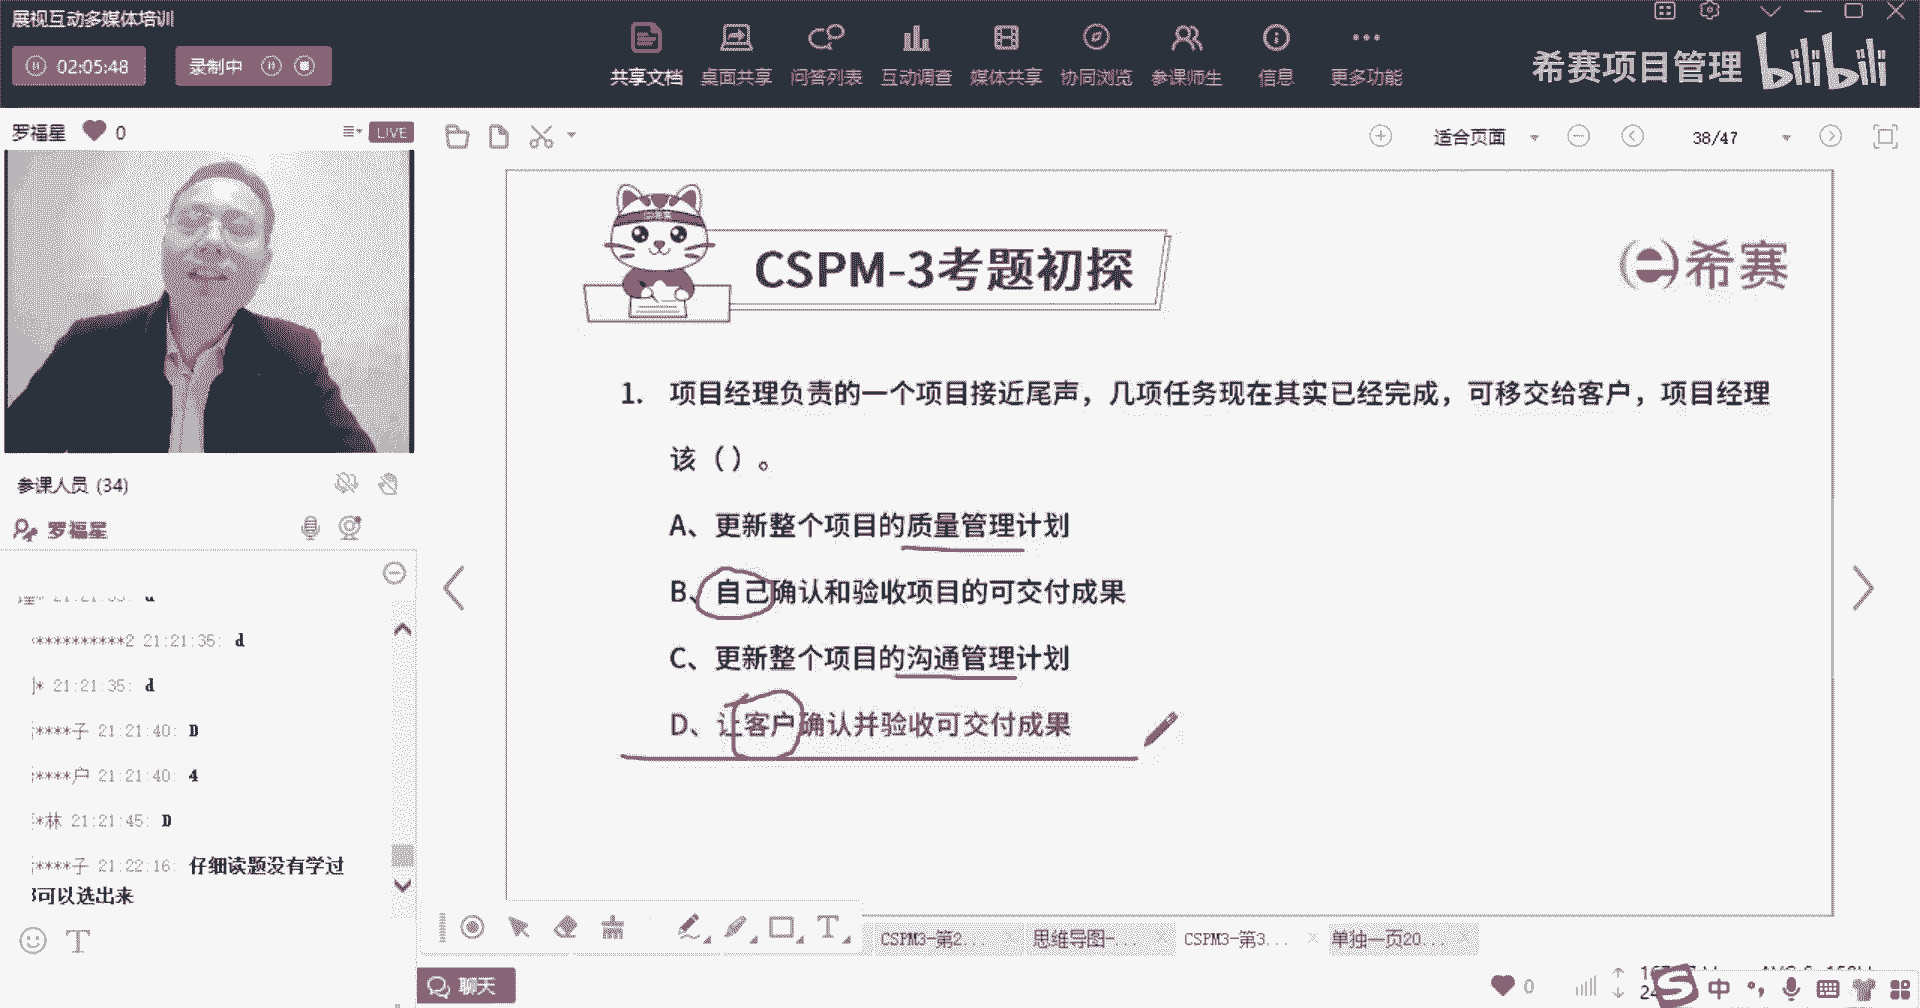 展视互动多媒体培训
02:05:48
录制中
共享文档
桌面共享
问答列表
互动调查
媒体共享
协同浏览
参课师生
信息
更多功能
希赛项目管理
bilibili
罗福星
0
LIVE
适合页面
38/47
CSPM-3考题初探
希赛
1. 项目经理负责的一个项目接近尾声，几项任务现在其实已经完成，可移交给客户，项目经理
该（）。
A、更新整个项目的质量管理计划
B、自己确认和验收项目的可交付成果
C、更新整个项目的沟通管理计划
D、让客户确认并验收可交付成果
参课人员 (34)
罗福星
**********2 21:21:35: d
* 21:21:35: d
****子 21:21:40: D
****户 21:21:40: 4
*林 21:21:45: D
****子 21:22:16: 仔细读题没有学过
可以选出来
T
T
CSPM3-第2...
思维导图-...
CSPM3-第3...
单独一页20...
聊天
0
中